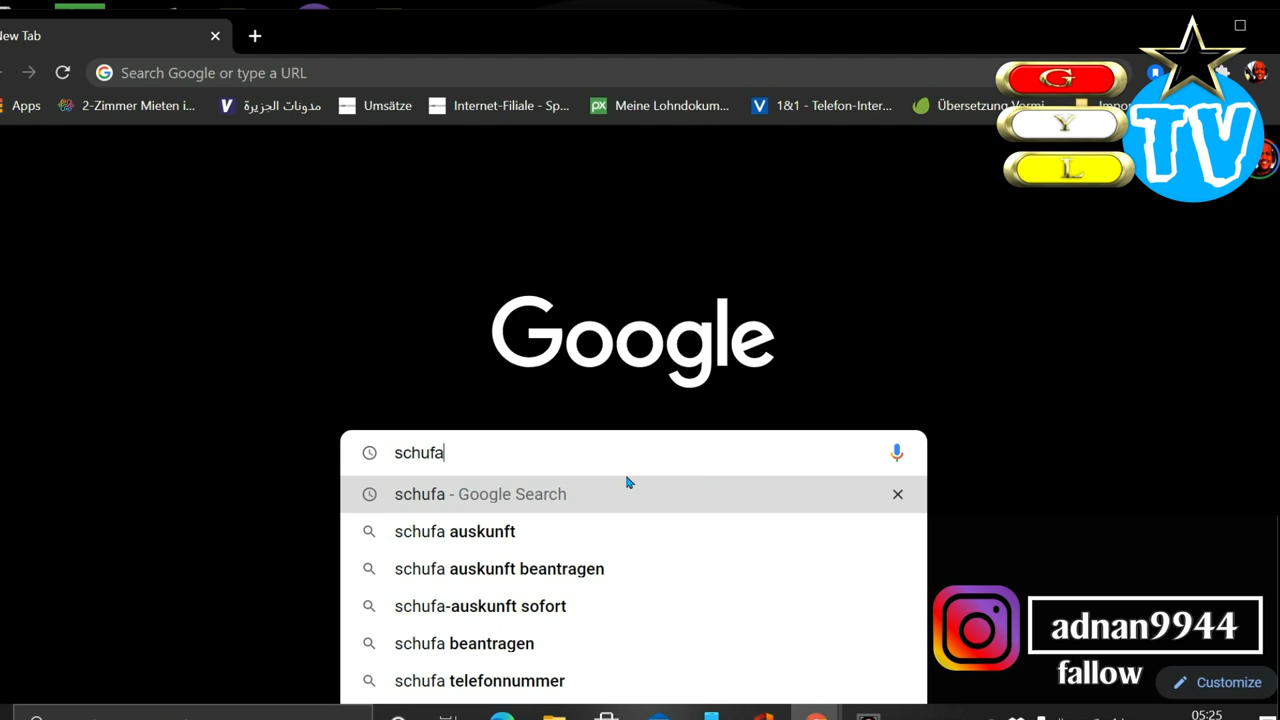 New Tab
Search Google or type a URL
Apps
2-Zimmer Mieten i...
مدونات الجزيرة
Umsätze
Internet-Filiale - Sp...
Meine Lohndokum...
1&1 - Telefon-Inter...
Übersetzung Vermi
Impor
G
Y
L
TV
Google
schufa
schufa - Google Search
schufa auskunft
schufa auskunft beantragen
schufa-auskunft sofort
schufa beantragen
schufa telefonnummer
adnan9944
fallow
Customize
05:25